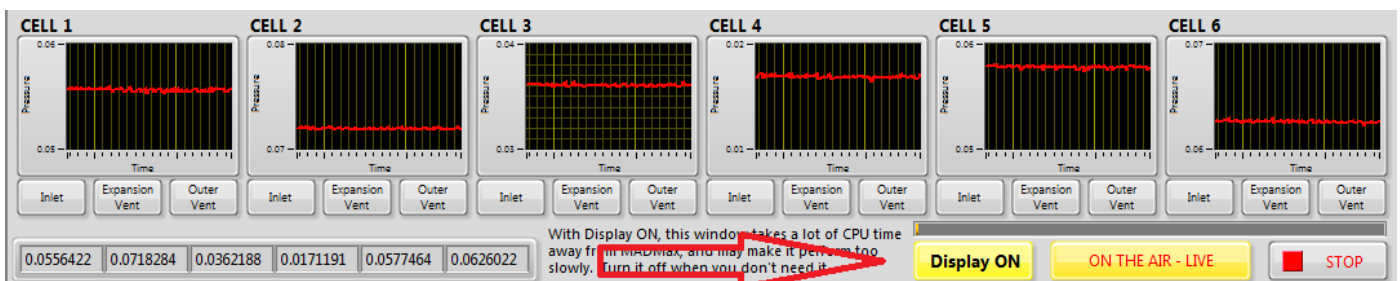 CELL 1
CELL 2
CELL 3
CELL 4
CELL 5
CELL 6
0.06
Pressure
0.05
Time
0.08
Pressure
0.07
Time
0.04
Pressure
0.03
Time
0.02
Pressure
0.01
Time
0.06
Pressure
0.05
Time
0.07
Pressure
0.06
Time
Inlet
Expansion
Vent
Outer
Vent
Inlet
Expansion
Vent
Outer
Vent
Inlet
Expansion
Vent
Outer
Vent
Inlet
Expansion
Vent
Outer
Vent
Inlet
Expansion
Vent
Outer
Vent
Inlet
Expansion
Vent
Outer
Vent
0.0556422 0.0718284 0.0362188 0.0171191 0.0577464 0.0626022
With Display ON, this window takes a lot of CPU time
away from MADMax, and may make it perform too
slowly. Turn it off when you don't need it.
Display ON
ON THE AIR - LIVE
STOP